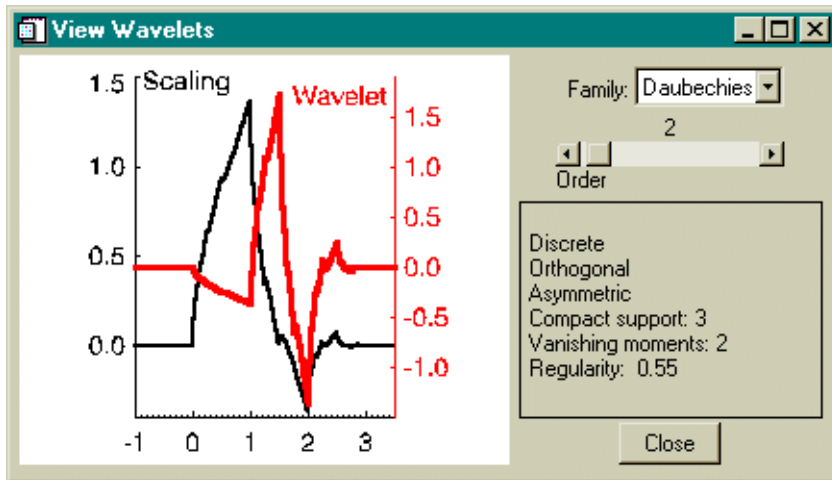 View Wavelets
Scaling
Wavelet
1.5
1.0
0.5
0.0
1.5
1.0
0.5
0.0
-0.5
-1.0
-1 0 1 2 3
Family: Daubechies
2
Order
Discrete
Orthogonal
Asymmetric
Compact support: 3
Vanishing moments: 2
Regularity: 0.55
Close